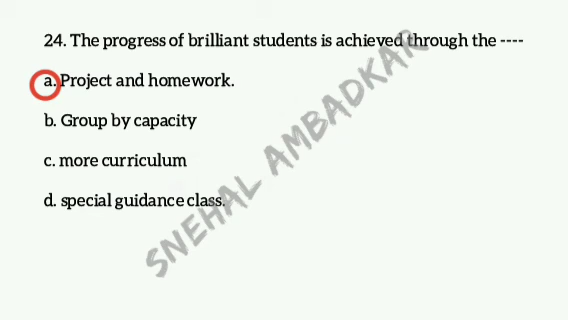 24. The progress of brilliant students is achieved through the ----
a. Project and homework.
b. Group by capacity
c. more curriculum
d. special guidance class.
SNEHAL AMBADKAR